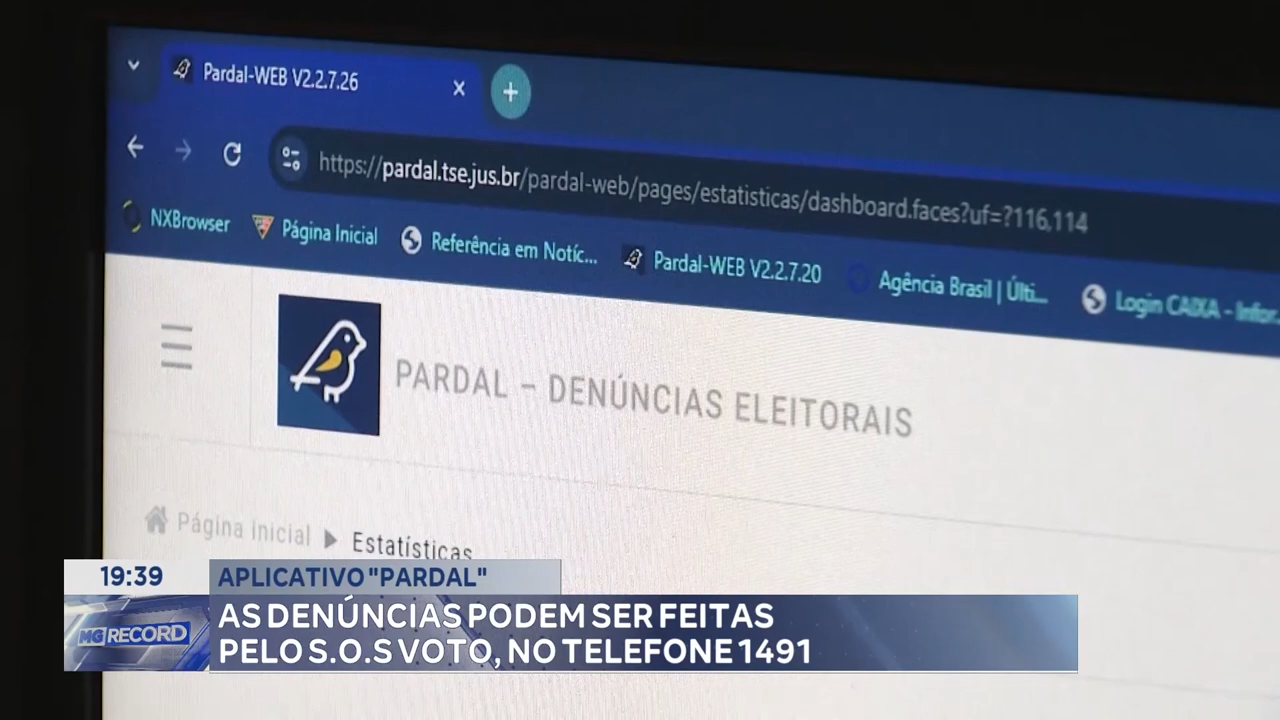 Pardal-WEB V2.2.7.26
https://pardal.tse.jus.br/pardal-web/pages/estatisticas/dashboard.faces?uf=?116,114
NXBrowser Página Inicial Referência em Notíc... Pardal-WEB V2.2.7.20 Agência Brasil | Últi... Login CAIXA - Infor...
PARDAL – DENÚNCIAS ELEITORAIS
Página Inicial Estatísticas
19:39 APLICATIVO "PARDAL"
MG RECORD
AS DENÚNCIAS PODEM SER FEITAS
PELO S.O.S VOTO, NO TELEFONE 1491